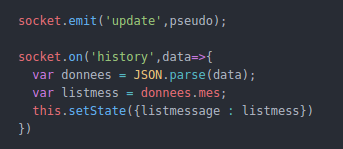 socket.emit('update',pseudo);
socket.on('history',data=>{
var donnees = JSON.parse(data);
var listmess = donnees.mes;
this.setState({listmessage : listmess})
})